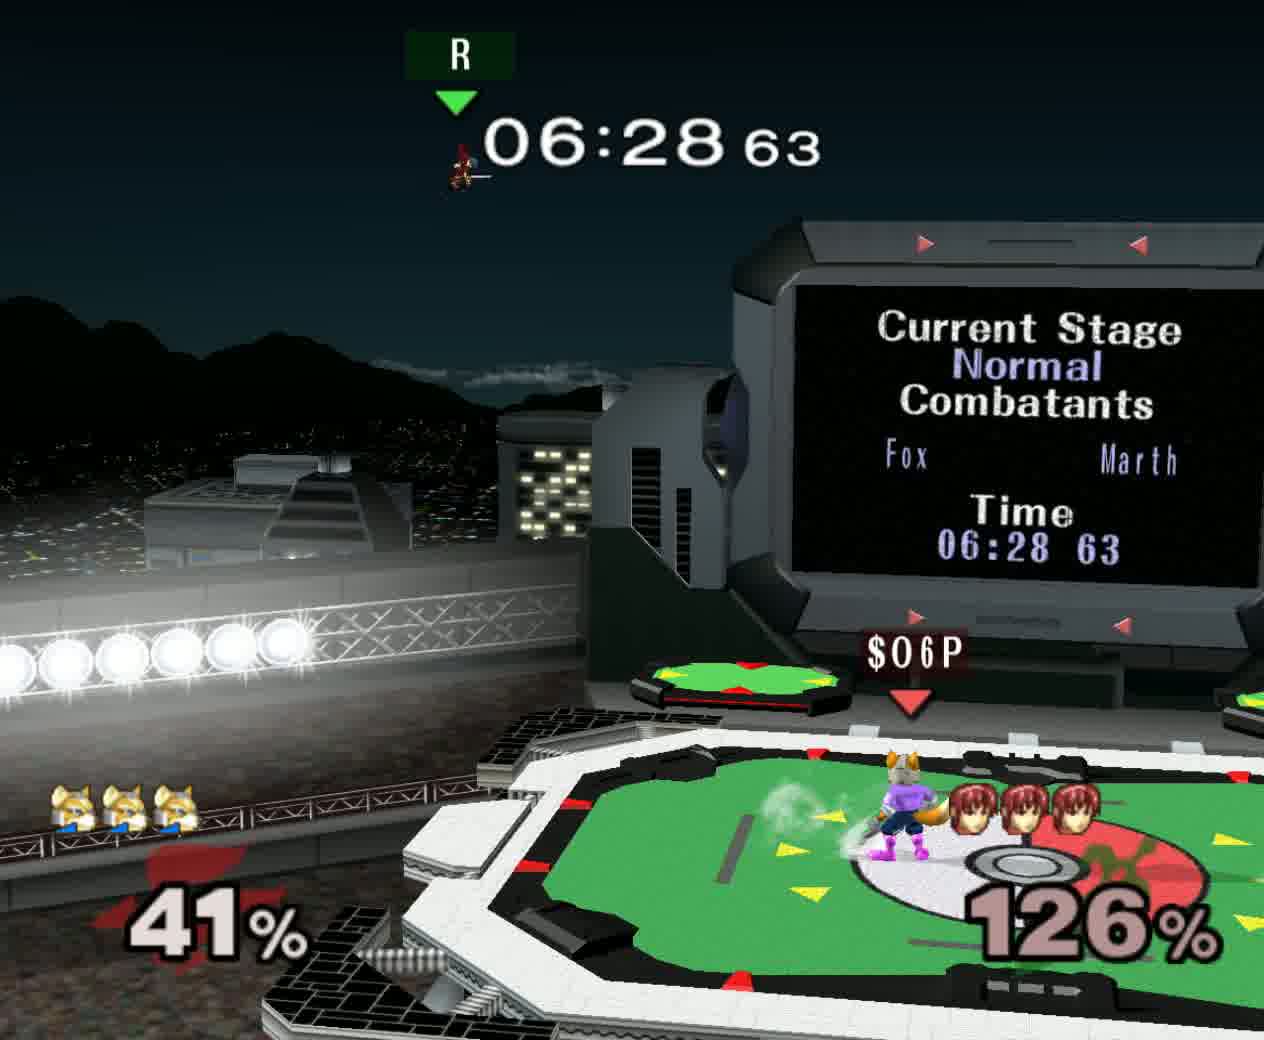 R
06:28 63
Current Stage
Normal
Combatants
Fox Marth
Time
06:28 63
$06P
41%
126%